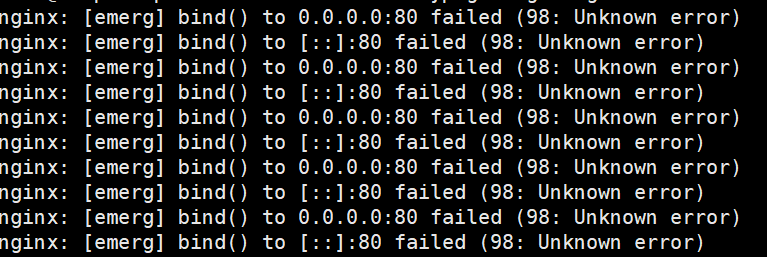 nginx: [emerg] bind() to 0.0.0.0:80 failed (98: Unknown error)
nginx: [emerg] bind() to [::]:80 failed (98: Unknown error)
nginx: [emerg] bind() to 0.0.0.0:80 failed (98: Unknown error)
nginx: [emerg] bind() to [::]:80 failed (98: Unknown error)
nginx: [emerg] bind() to 0.0.0.0:80 failed (98: Unknown error)
nginx: [emerg] bind() to [::]:80 failed (98: Unknown error)
nginx: [emerg] bind() to 0.0.0.0:80 failed (98: Unknown error)
nginx: [emerg] bind() to [::]:80 failed (98: Unknown error)
nginx: [emerg] bind() to 0.0.0.0:80 failed (98: Unknown error)
nginx: [emerg] bind() to [::]:80 failed (98: Unknown error)